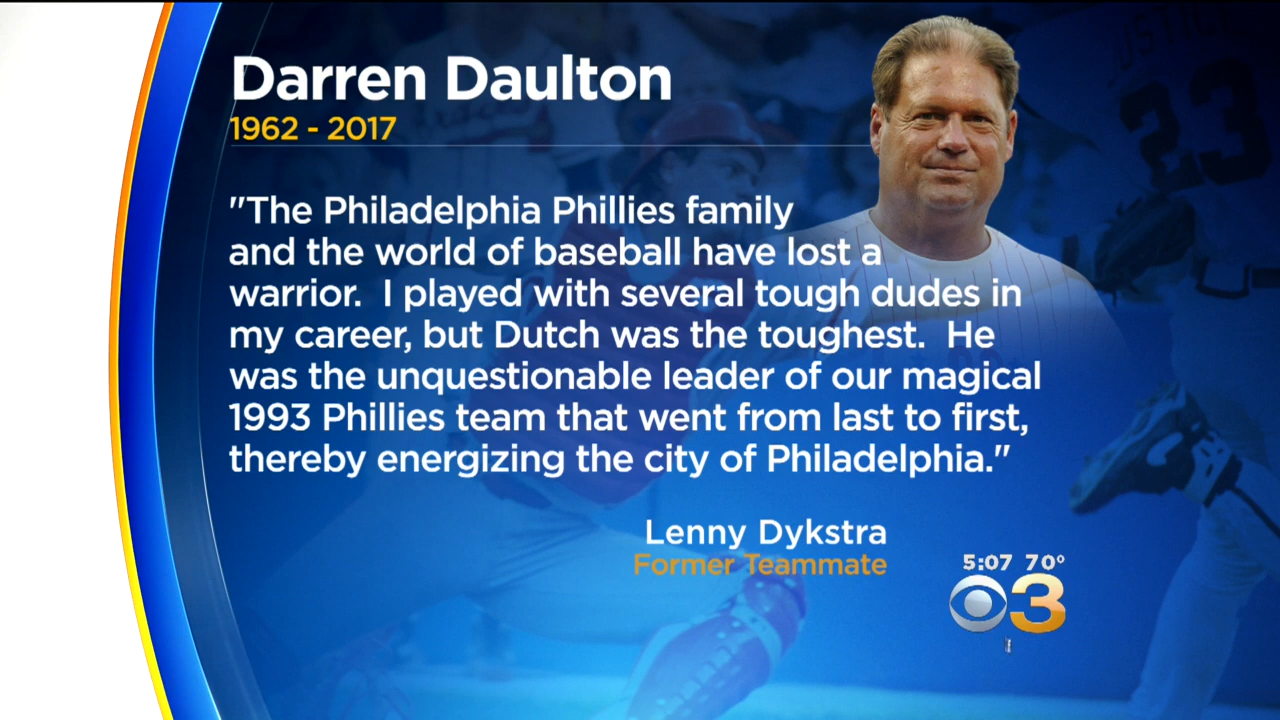 Darren Daulton
1962 - 2017
"The Philadelphia Phillies family
and the world of baseball have lost a
warrior.  I played with several tough dudes in
my career, but Dutch was the toughest.  He
was the unquestionable leader of our magical
1993 Phillies team that went from last to first,
thereby energizing the city of Philadelphia."
Lenny Dykstra
Former Teammate
5:07 70°
3
23